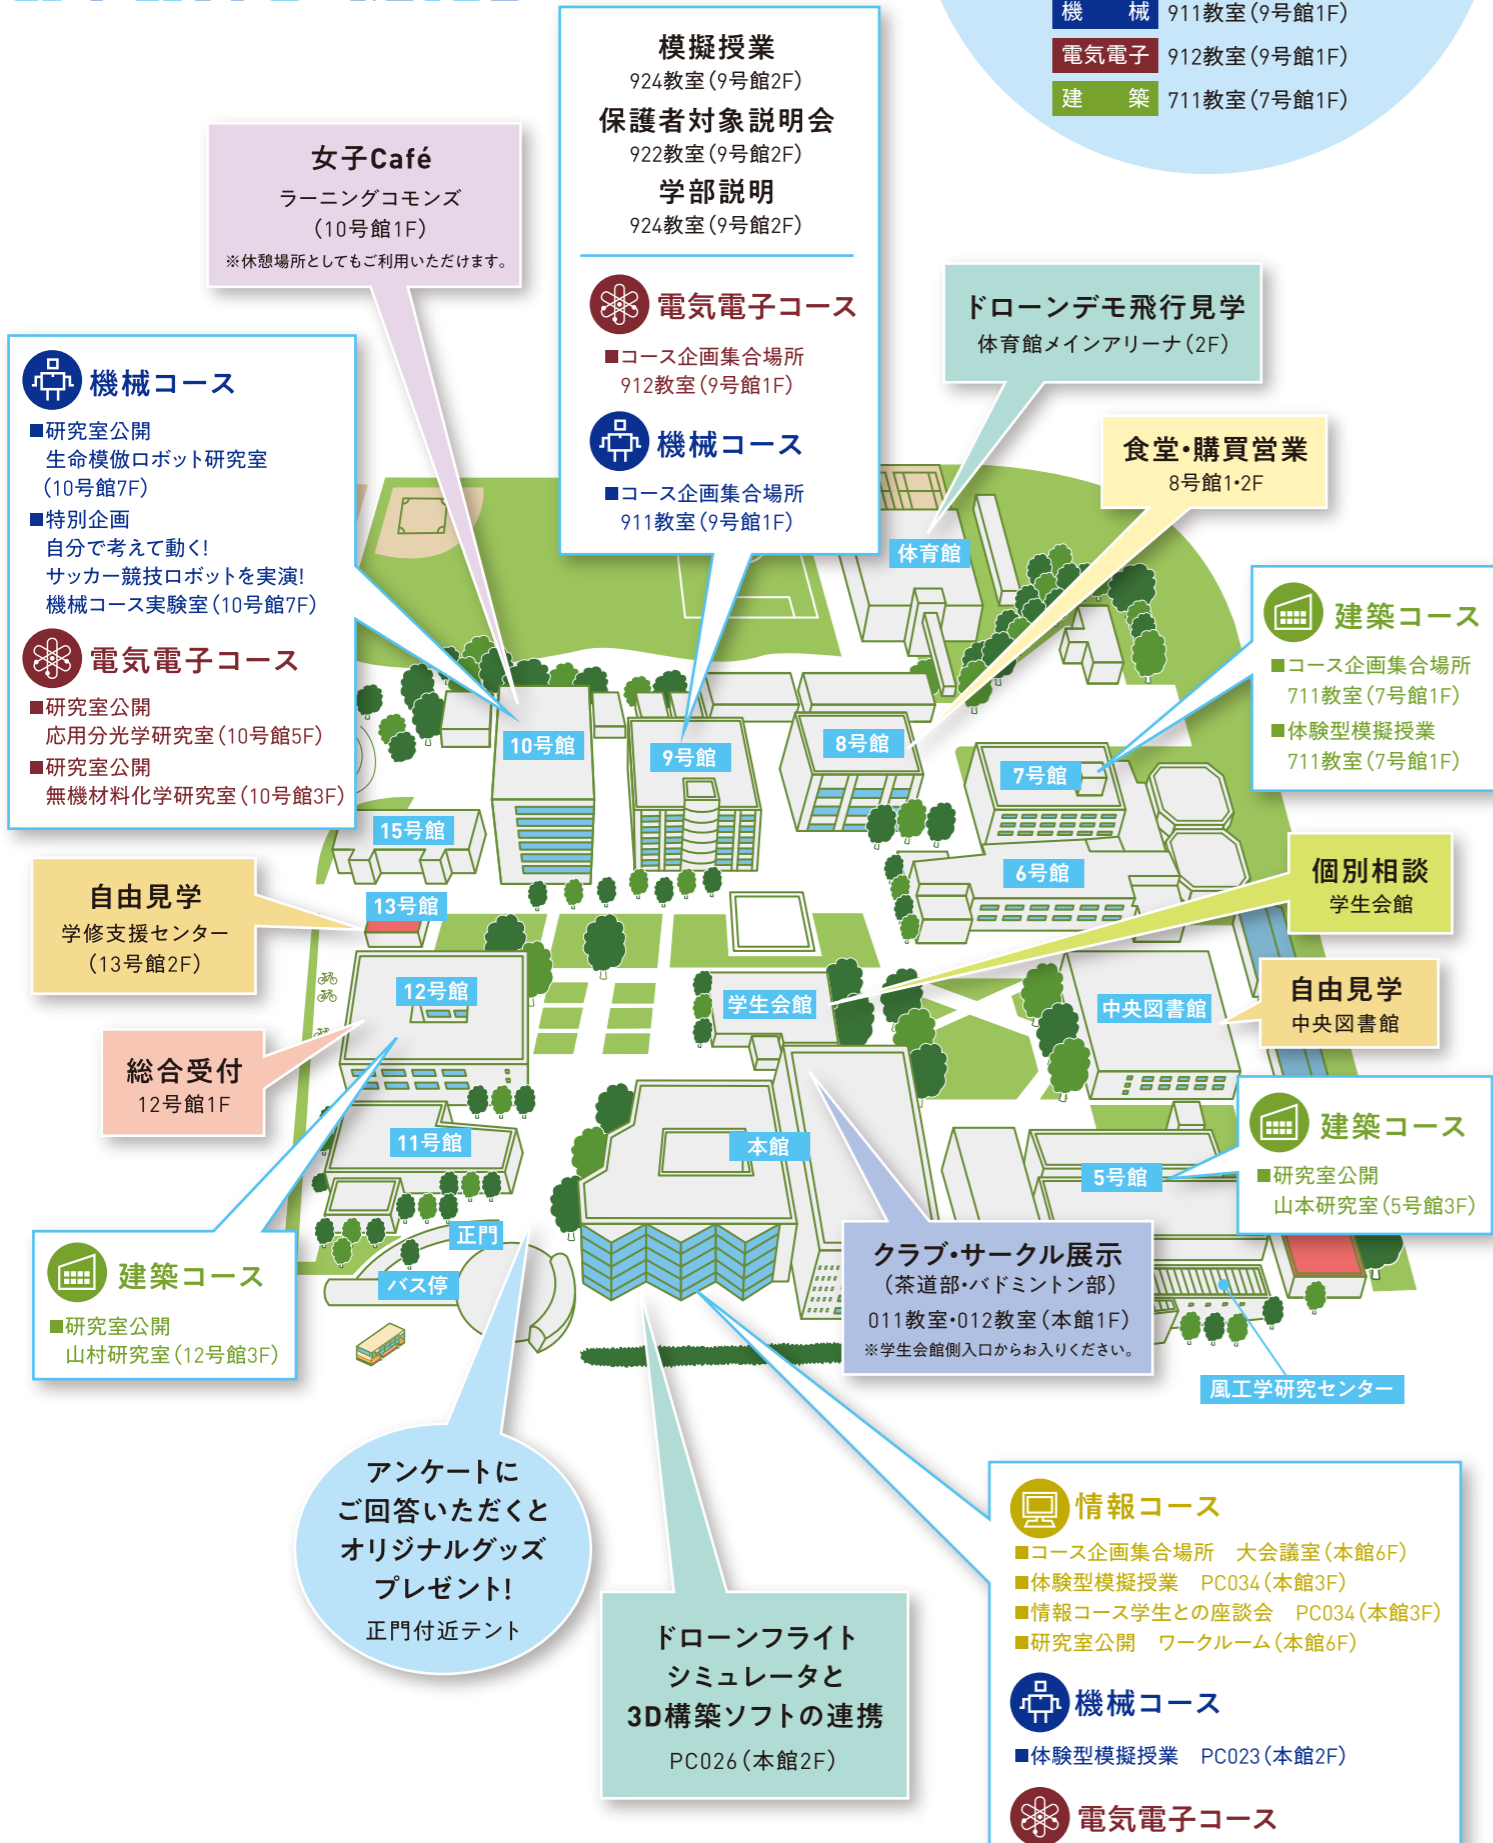 機　械 911教室(9号館1F)
電気電子 912教室(9号館1F)
建　築 711教室(7号館1F)
模擬授業
924教室(9号館2F)
保護者対象説明会
922教室(9号館2F)
学部説明
924教室(9号館2F)
電気電子コース
■コース企画集合場所
912教室(9号館1F)
機械コース
■コース企画集合場所
911教室(9号館1F)
女子Café
ラーニングコモンズ
(10号館1F)
※休憩場所としてもご利用いただけます。
ドローンデモ飛行見学
体育館メインアリーナ(2F)
機械コース
■研究室公開
生命模倣ロボット研究室
(10号館7F)
■特別企画
自分で考えて動く!
サッカー競技ロボットを実演!
機械コース実験室(10号館7F)
電気電子コース
■研究室公開
応用分光学研究室(10号館5F)
■研究室公開
無機材料化学研究室(10号館3F)
食堂・購買営業
8号館1・2F
建築コース
■コース企画集合場所
711教室(7号館1F)
■体験型模擬授業
711教室(7号館1F)
体育館
10号館
9号館
8号館
7号館
15号館
6号館
13号館
自由見学
学修支援センター
(13号館2F)
個別相談
学生会館
12号館
学生会館
中央図書館
自由見学
中央図書館
総合受付
12号館1F
11号館
本館
5号館
建築コース
■研究室公開
山本研究室(5号館3F)
正門
バス停
建築コース
■研究室公開
山村研究室(12号館3F)
クラブ・サークル展示
(茶道部・バドミントン部)
011教室・012教室(本館1F)
※学生会館側入口からお入りください。
風工学研究センター
アンケートに
ご回答いただくと
オリジナルグッズ
プレゼント!
正門付近テント
ドローンフライト
シミュレータと
3D構築ソフトの連携
PC026(本館2F)
情報コース
■コース企画集合場所　大会議室(本館6F)
■体験型模擬授業　PC034(本館3F)
■情報コース学生との座談会　PC034(本館3F)
■研究室公開　ワークルーム(本館6F)
機械コース
■体験型模擬授業　PC023(本館2F)
電気電子コース